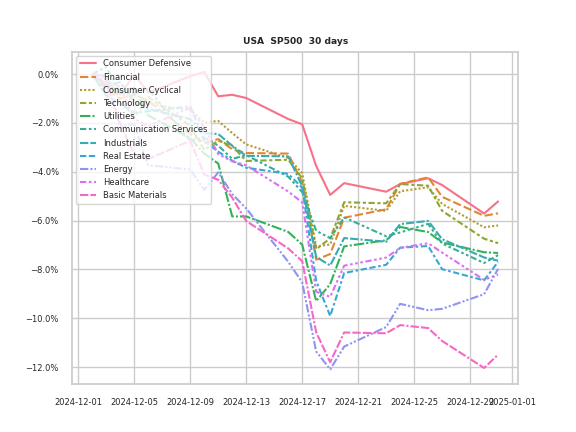 USA SP500 30 days
Consumer Defensive
Financial
Consumer Cyclical
Technology
Utilities
Communication Services
Industrials
Real Estate
Energy
Healthcare
Basic Materials
0.0%
−2.0%
−4.0%
−6.0%
−8.0%
−10.0%
−12.0%
2024-12-01 2024-12-05 2024-12-09 2024-12-13 2024-12-17 2024-12-21 2024-12-25 2024-12-29 2025-01-01